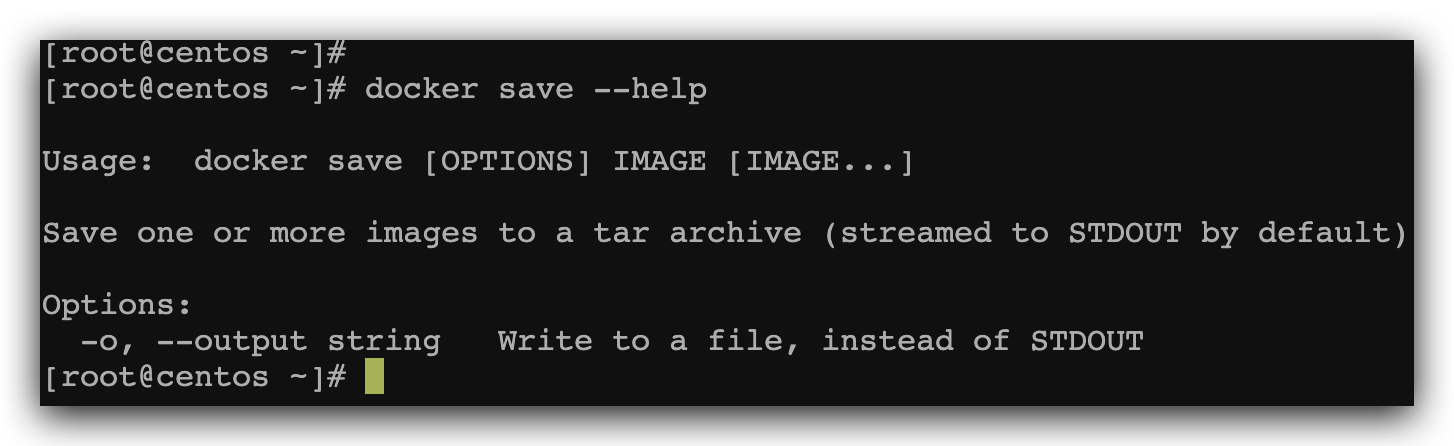 [root@centos ~]#
[root@centos ~]# docker save --help
Usage:  docker save [OPTIONS] IMAGE [IMAGE...]
Save one or more images to a tar archive (streamed to STDOUT by default)
Options:
  -o, --output string   Write to a file, instead of STDOUT
[root@centos ~]#